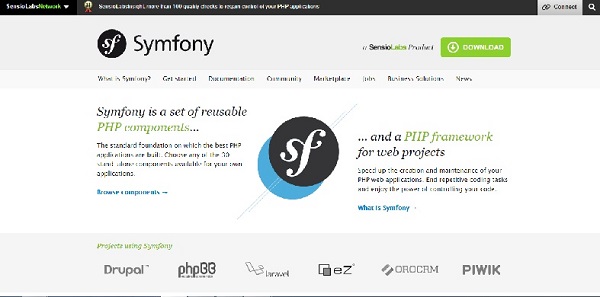 SensioLabsNetwork
SensioLabsInsight, more than 100 quality checks to regain control of your PHP applications
Connect
sf Symfony
a SensioLabs Product
DOWNLOAD
What is Symfony? Get started Documentation Community Marketplace Jobs Business Solutions News
Symfony is a set of reusable
PHP components...
The standard foundation on which the best PHP
applications are built. Choose any of the 30
stand-alone components available for your own
applications.
Browse components →
sf
... and a PHP framework
for web projects
Speed up the creation and maintenance of your
PHP web applications. End repetitive coding tasks
and enjoy the power of controlling your code.
What is Symfony →
Projects using Symfony
Drupal™ phpBB laravel eZ OROCRM PIWIK